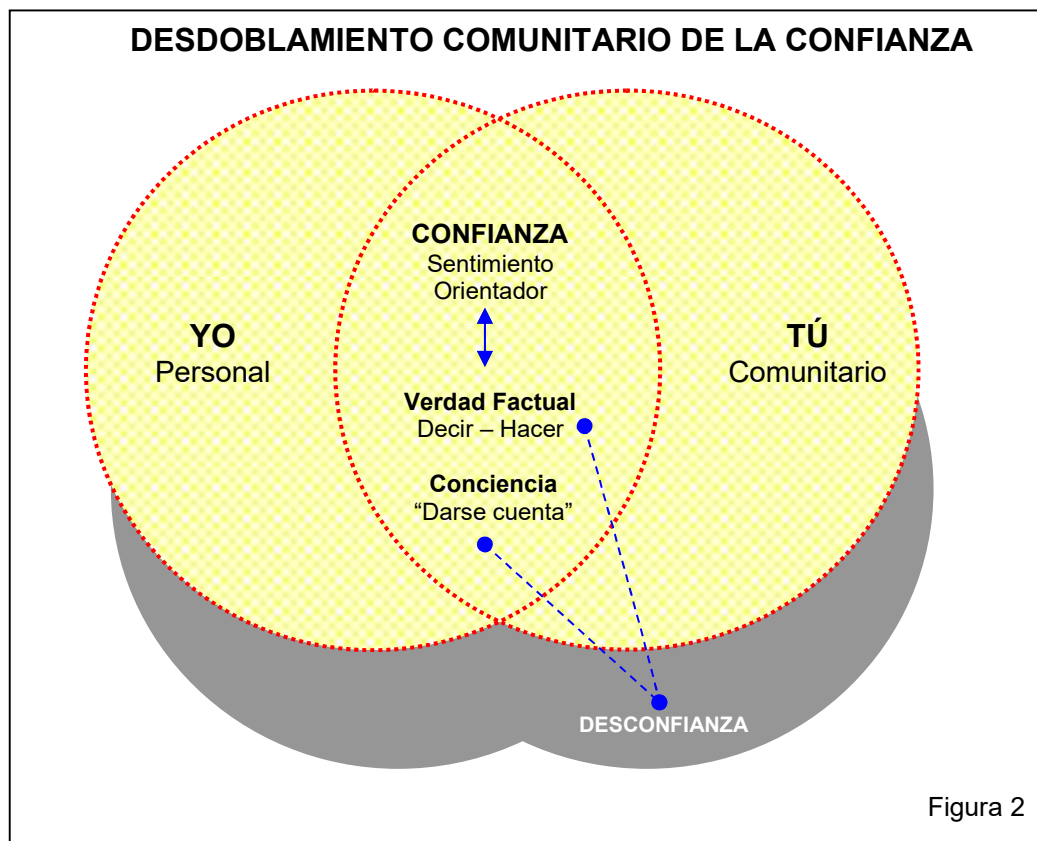 DESDOBLAMIENTO COMUNITARIO DE LA CONFIANZA
CONFIANZA
Sentimiento
Orientador
YO
Personal
TÚ
Comunitario
Verdad Factual
Decir – Hacer
Conciencia
“Darse cuenta”
DESCONFIANZA
Figura 2